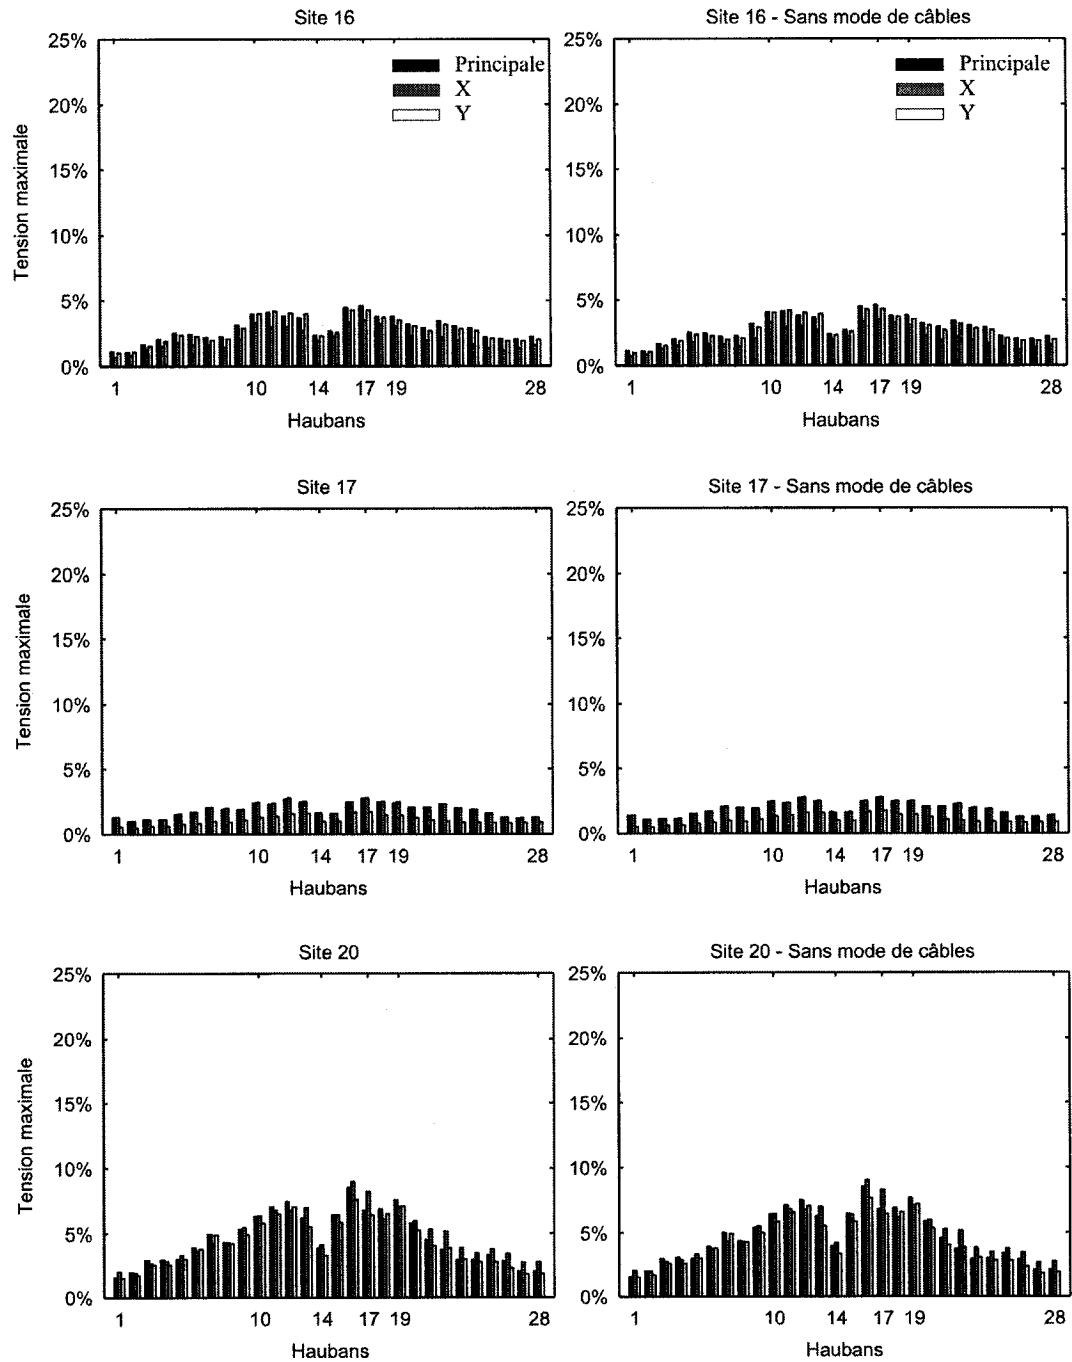 Site 16
Site 16 - Sans mode de câbles
25%
20%
15%
10%
5%
0%
Tension maximale
Principale
X
Y
1 10 14 17 19 28
Haubans
25%
20%
15%
10%
5%
0%
Principale
X
Y
1 10 14 17 19 28
Haubans
Site 17
Site 17 - Sans mode de câbles
25%
20%
15%
10%
5%
0%
Tension maximale
1 10 14 17 19 28
Haubans
25%
20%
15%
10%
5%
0%
1 10 14 17 19 28
Haubans
Site 20
Site 20 - Sans mode de câbles
25%
20%
15%
10%
5%
0%
Tension maximale
1 10 14 17 19 28
Haubans
25%
20%
15%
10%
5%
0%
1 10 14 17 19 28
Haubans